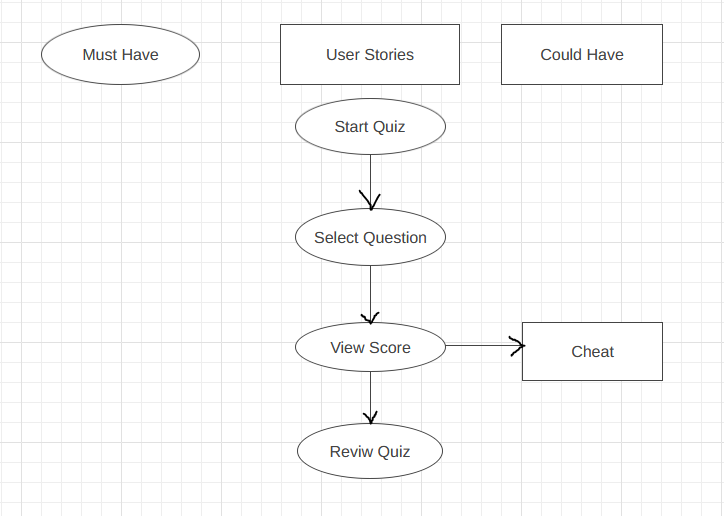 Must Have
User Stories
Could Have
Start Quiz
Select Question
View Score
Cheat
Reviw Quiz